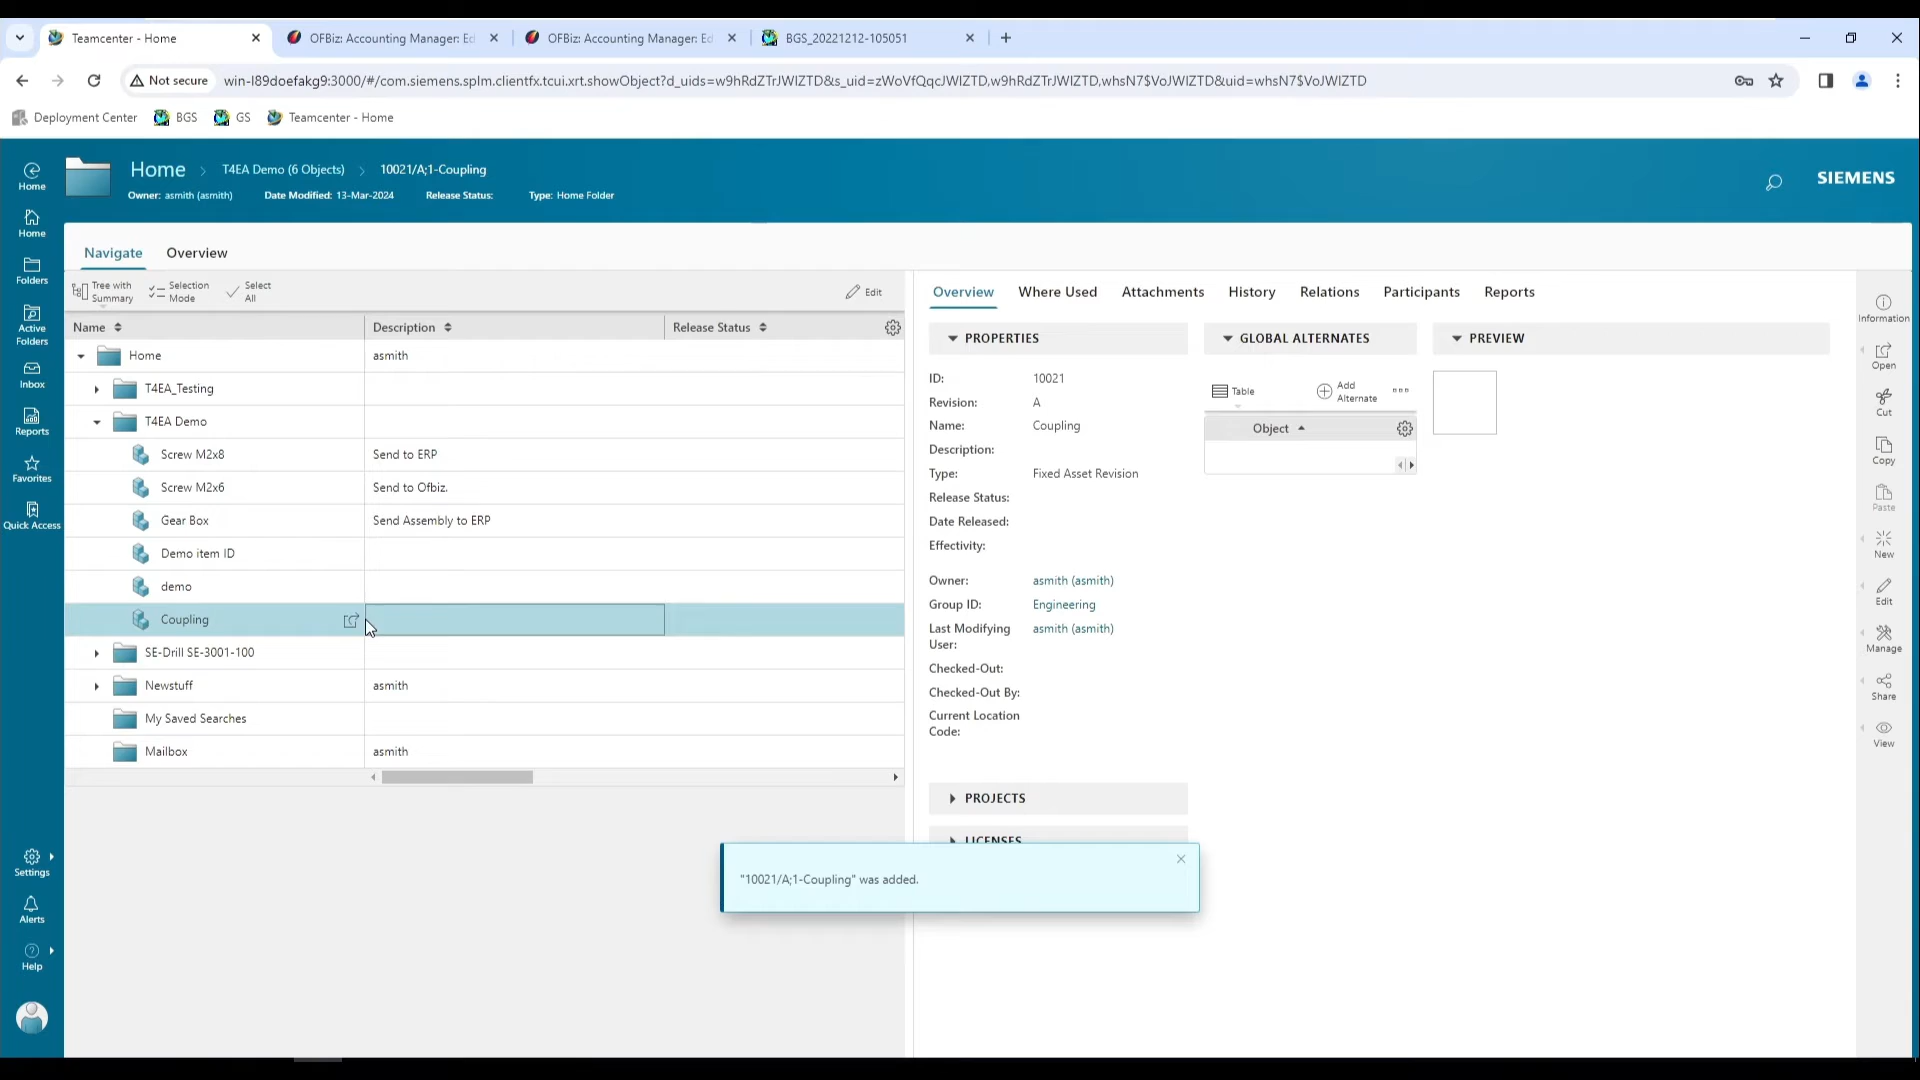 Teamcenter - Home
OFBiz: Accounting Manager: Ed
OFBiz: Accounting Manager: Ed
BGS_20221212-105051
Not secure
win-l89doefakg9:3000/#/com.siemens.splm.clientfx.tcui.xrt.showObject?d_uids=w9hRdZTrJWIZTD&s_uid=zWoVfQqcJWIZTD,w9hRdZTrJWIZTD,whsN7$VoJWIZTD&uid=whsN7$VoJWIZTD
Deployment Center
BGS
GS
Teamcenter - Home
Home
T4EA Demo (6 Objects)
10021/A;1-Coupling
Owner: asmith (asmith)
Date Modified: 13-Mar-2024
Release Status:
Type: Home Folder
SIEMENS
Home
Home
Folders
Active
Folders
Inbox
Reports
Favorites
Quick Access
Settings
Alerts
Help
Navigate
Overview
Tree with
Summary
Selection
Mode
Select
All
Edit
Name
Description
Release Status
Home
asmith
T4EA_Testing
T4EA Demo
Screw M2x8
Send to ERP
Screw M2x6
Send to Ofbiz.
Gear Box
Send Assembly to ERP
Demo item ID
demo
Coupling
SE-Drill SE-3001-100
Newstuff
asmith
My Saved Searches
Mailbox
asmith
Overview
Where Used
Attachments
History
Relations
Participants
Reports
PROPERTIES
ID:
10021
Revision:
A
Name:
Coupling
Description:
Type:
Fixed Asset Revision
Release Status:
Date Released:
Effectivity:
Owner:
asmith (asmith)
Group ID:
Engineering
Last Modifying
User:
asmith (asmith)
Checked-Out:
Checked-Out By:
Current Location
Code:
PROJECTS
LICENSES
GLOBAL ALTERNATES
Table
Add
Alternate
Object
PREVIEW
"10021/A;1-Coupling" was added.
Information
Open
Cut
Copy
Paste
New
Edit
Manage
Share
View